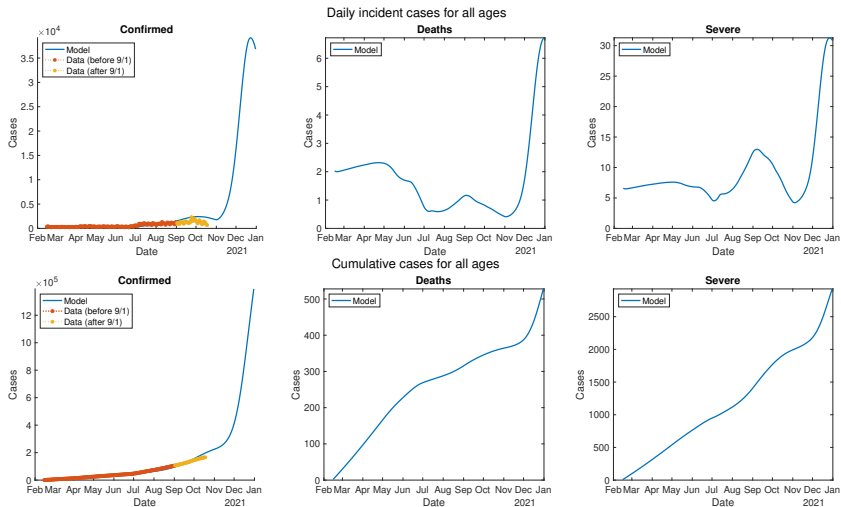 Daily incident cases for all ages
×10^4
Confirmed
Deaths
Severe
Model
Data (before 9/1)
Data (after 9/1)
Model
Model
Cases
0
0.5
1
1.5
2
2.5
3
3.5
Cases
0
1
2
3
4
5
6
Cases
0
5
10
15
20
25
30
Feb Mar Apr May Jun Jul Aug Sep Oct Nov Dec Jan
Date
2021
Feb Mar Apr May Jun Jul Aug Sep Oct Nov Dec Jan
Date
2021
Feb Mar Apr May Jun Jul Aug Sep Oct Nov Dec Jan
Date
2021
Cumulative cases for all ages
×10^5
Confirmed
Deaths
Severe
Model
Data (before 9/1)
Data (after 9/1)
Model
Model
Cases
0
2
4
6
8
10
12
Cases
0
100
200
300
400
500
Cases
0
500
1000
1500
2000
2500
Feb Mar Apr May Jun Jul Aug Sep Oct Nov Dec Jan
Date
2021
Feb Mar Apr May Jun Jul Aug Sep Oct Nov Dec Jan
Date
2021
Feb Mar Apr May Jun Jul Aug Sep Oct Nov Dec Jan
Date
2021